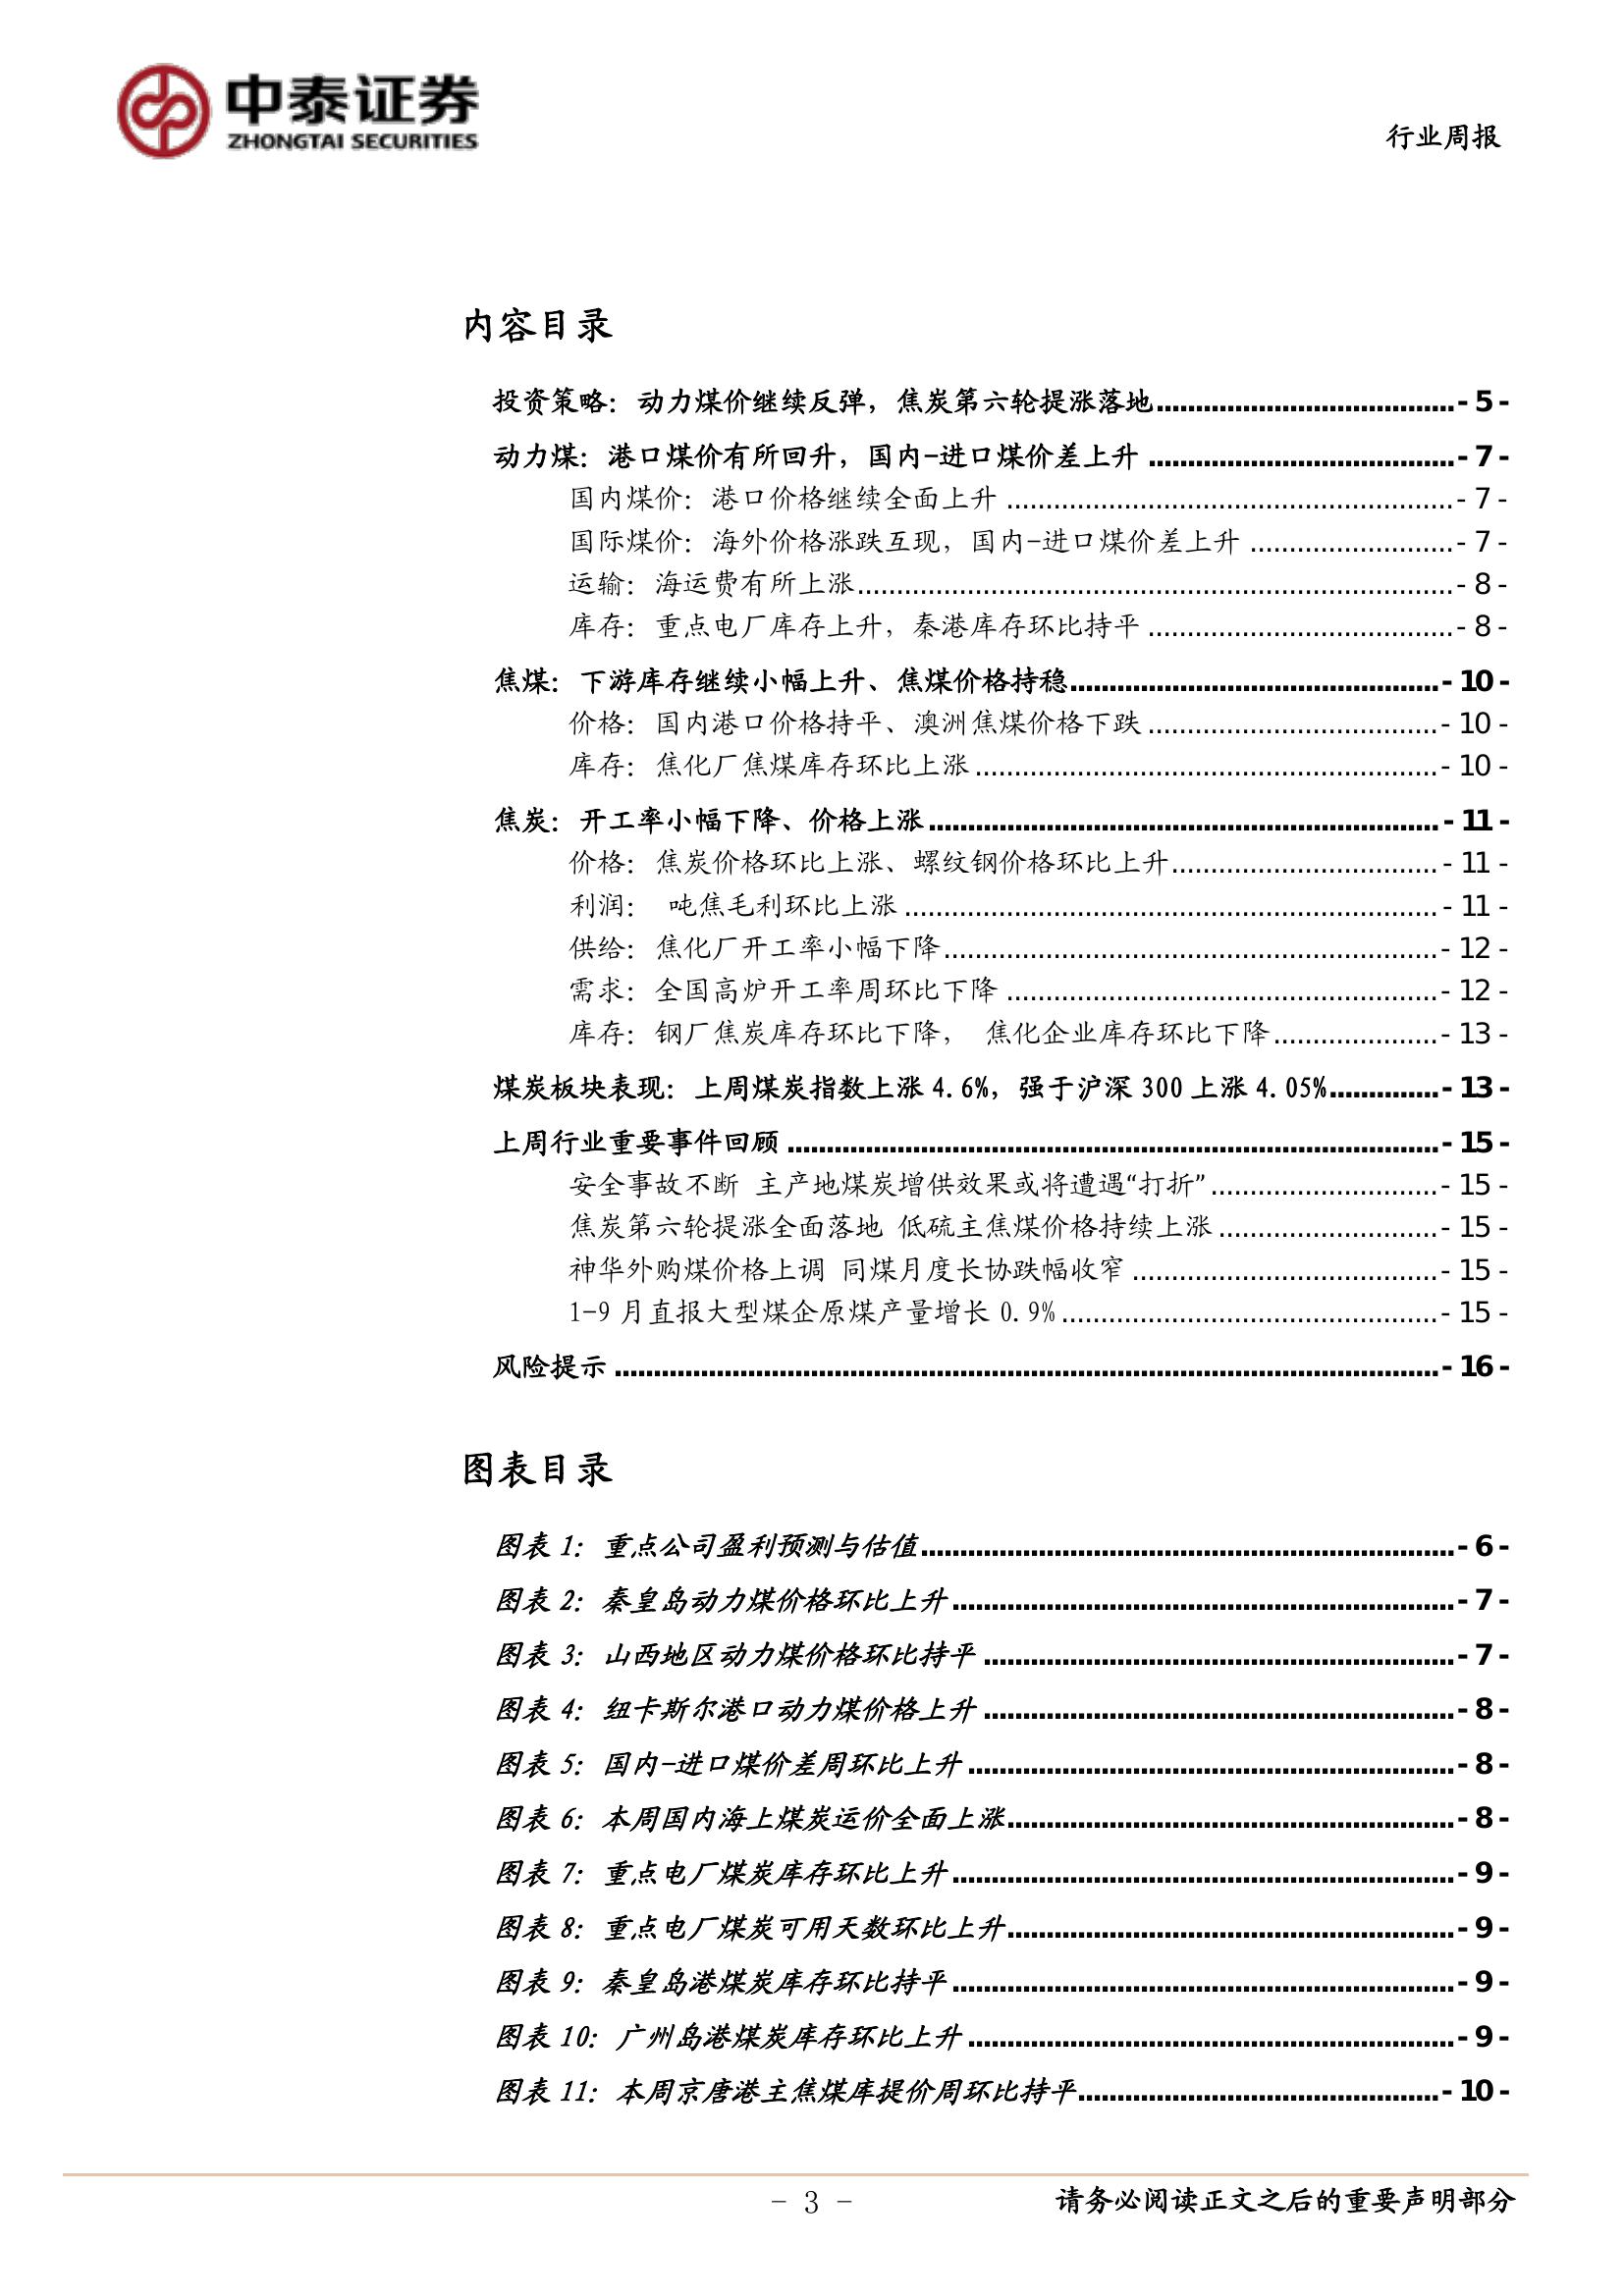 中泰证券
ZHONGTAI SECURITIES
行业周报
内容目录
投资策略：动力煤价继续反弹，焦炭第六轮提涨落地......................................- 5 -
动力煤：港口煤价有所回升，国内-进口煤价差上升 .......................................- 7 -
国内煤价：港口价格继续全面上升 .........................................................- 7 -
国际煤价：海外价格涨跌互现，国内-进口煤价差上升 ..........................- 7 -
运输：海运费有所上涨............................................................................- 8 -
库存：重点电厂库存上升，秦港库存环比持平 .......................................- 8 -
焦煤：下游库存继续小幅上升、焦煤价格持稳...............................................- 10 -
价格：国内港口价格持平、澳洲焦煤价格下跌 .....................................- 10 -
库存：焦化厂焦煤库存环比上涨 ...........................................................- 10 -
焦炭：开工率小幅下降、价格上涨.................................................................- 11 -
价格：焦炭价格环比上涨、螺纹钢价格环比上升..................................- 11 -
利润： 吨焦毛利环比上涨 ....................................................................- 11 -
供给：焦化厂开工率小幅下降...............................................................- 12 -
需求：全国高炉开工率周环比下降 .......................................................- 12 -
库存：钢厂焦炭库存环比下降， 焦化企业库存环比下降.....................- 13 -
煤炭板块表现：上周煤炭指数上涨 4.6%，强于沪深 300 上涨 4.05%..............- 13 -
上周行业重要事件回顾 ...................................................................................- 15 -
安全事故不断 主产地煤炭增供效果或将遭遇“打折”.............................- 15 -
焦炭第六轮提涨全面落地 低硫主焦煤价格持续上涨 ............................- 15 -
神华外购煤价格上调 同煤月度长协跌幅收窄 .......................................- 15 -
1-9 月直报大型煤企原煤产量增长 0.9%................................................- 15 -
风险提示 .........................................................................................................- 16 -
图表目录
图表 1：重点公司盈利预测与估值....................................................................- 6 -
图表 2：秦皇岛动力煤价格环比上升................................................................- 7 -
图表 3：山西地区动力煤价格环比持平 ............................................................- 7 -
图表 4：纽卡斯尔港口动力煤价格上升 ............................................................- 8 -
图表 5：国内-进口煤价差周环比上升 ..............................................................- 8 -
图表 6：本周国内海上煤炭运价全面上涨.........................................................- 8 -
图表 7：重点电厂煤炭库存环比上升................................................................- 9 -
图表 8：重点电厂煤炭可用天数环比上升.........................................................- 9 -
图表 9：秦皇岛港煤炭库存环比持平................................................................- 9 -
图表 10：广州岛港煤炭库存环比上升 ..............................................................- 9 -
图表 11：本周京唐港主焦煤库提价周环比持平..............................................- 10 -
- 3 -
请务必阅读正文之后的重要声明部分